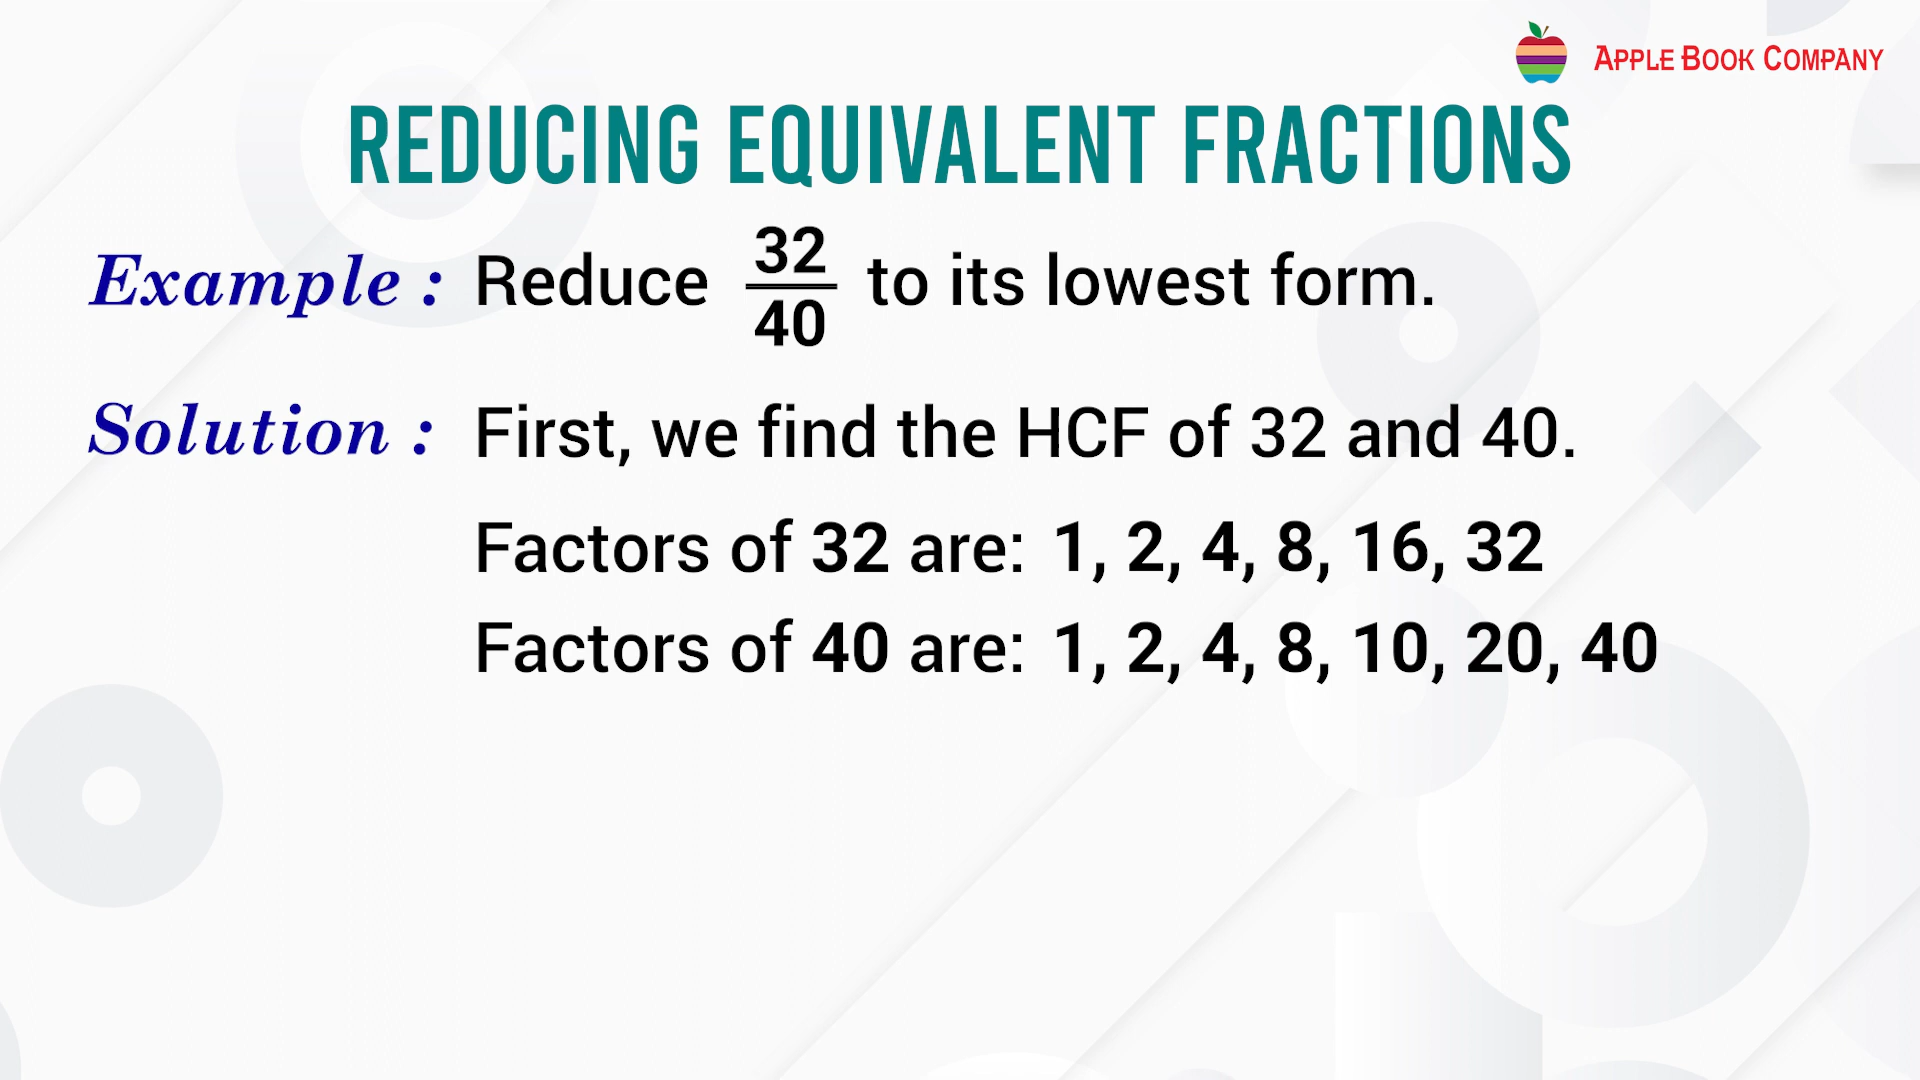 APPLE BOOK COMPANY
REDUCING EQUIVALENT FRACTIONS
Example : Reduce 32/40 to its lowest form.
Solution : First, we find the HCF of 32 and 40.
Factors of 32 are: 1, 2, 4, 8, 16, 32
Factors of 40 are: 1, 2, 4, 8, 10, 20, 40